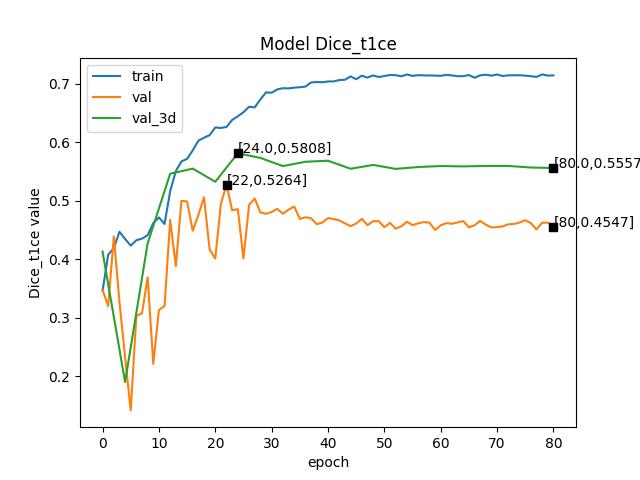 Model Dice_t1ce
train
val
val_3d
[24.0,0.5808]
[22,0.5264]
[80.0,0.5557
[80,0.4547]
Dice_t1ce value
0.7
0.6
0.5
0.4
0.3
0.2
0 10 20 30 40 50 60 70 80
epoch